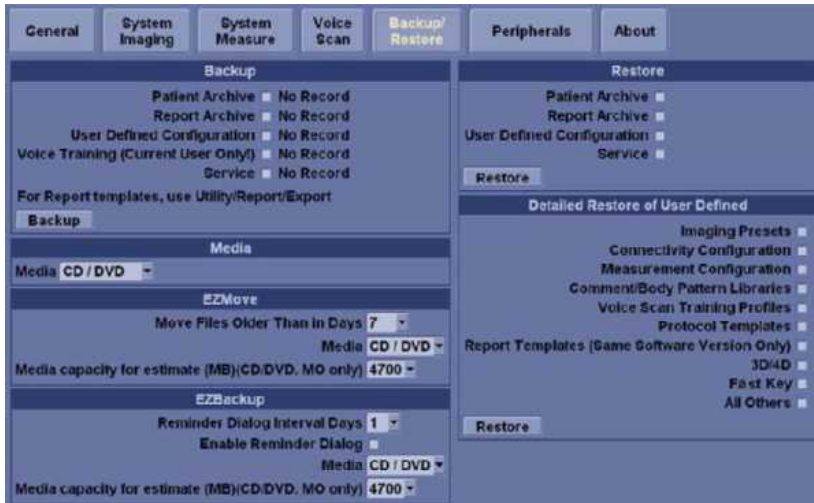 General
System Imaging
System Measure
Voice Scan
Backup/ Restore
Peripherals
About
Backup
Patient Archive No Record
Report Archive No Record
User Defined Configuration No Record
Voice Training (Current User Only!) No Record
Service No Record
For Report templates, use Utility/Report/Export
Backup
Media
Media CD / DVD
EZMove
Move Files Older Than in Days 7
Media CD / DVD
Media capacity for estimate (MB)(CD/DVD, MO only) 4700
EZBackup
Reminder Dialog Interval Days 1
Enable Reminder Dialog
Media CD / DVD
Media capacity for estimate (MB)(CD/DVD, MO only) 4700
Restore
Patient Archive
Report Archive
User Defined Configuration
Service
Restore
Detailed Restore of User Defined
Imaging Presets
Connectivity Configuration
Measurement Configuration
Comment/Body Pattern Libraries
Voice Scan Training Profiles
Protocol Templates
Report Templates (Same Software Version Only)
3D/4D
Fast Key
All Others
Restore